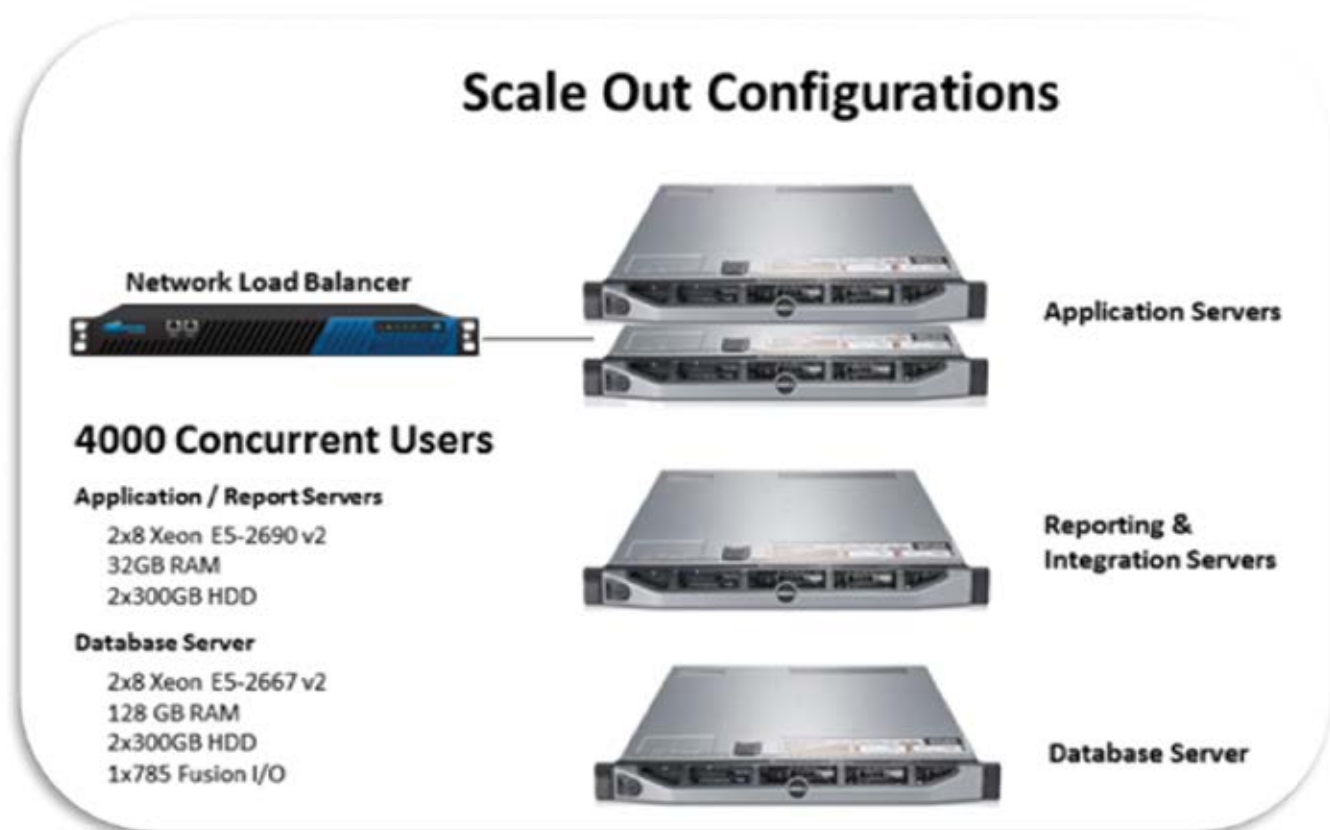 Scale Out Configurations
Network Load Balancer
Application Servers
4000 Concurrent Users
Application / Report Servers
2x8 Xeon E5-2690 v2
32GB RAM
2x300GB HDD
Reporting &
Integration Servers
Database Server
2x8 Xeon E5-2667 v2
128 GB RAM
2x300GB HDD
1x785 Fusion I/O
Database Server